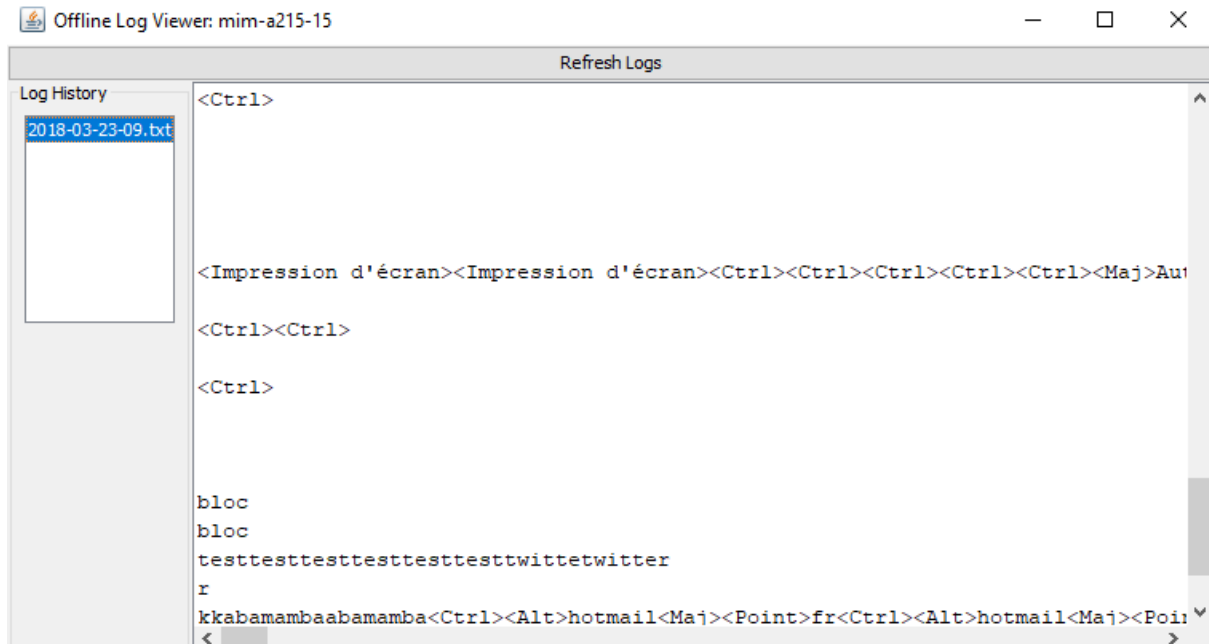 Offline Log Viewer: mim-a215-15
Refresh Logs
Log History
2018-03-23-09.txt
<Ctrl>
<Impression d'écran><Impression d'écran><Ctrl><Ctrl><Ctrl><Ctrl><Ctrl><Maj>Aut
<Ctrl><Ctrl>
<Ctrl>
bloc
bloc
testtesttesttesttesttesttwittetwitter
r
kkabamambaabamamba<Ctrl><Alt>hotmail<Maj><Point>fr<Ctrl><Alt>hotmail<Maj><Poi